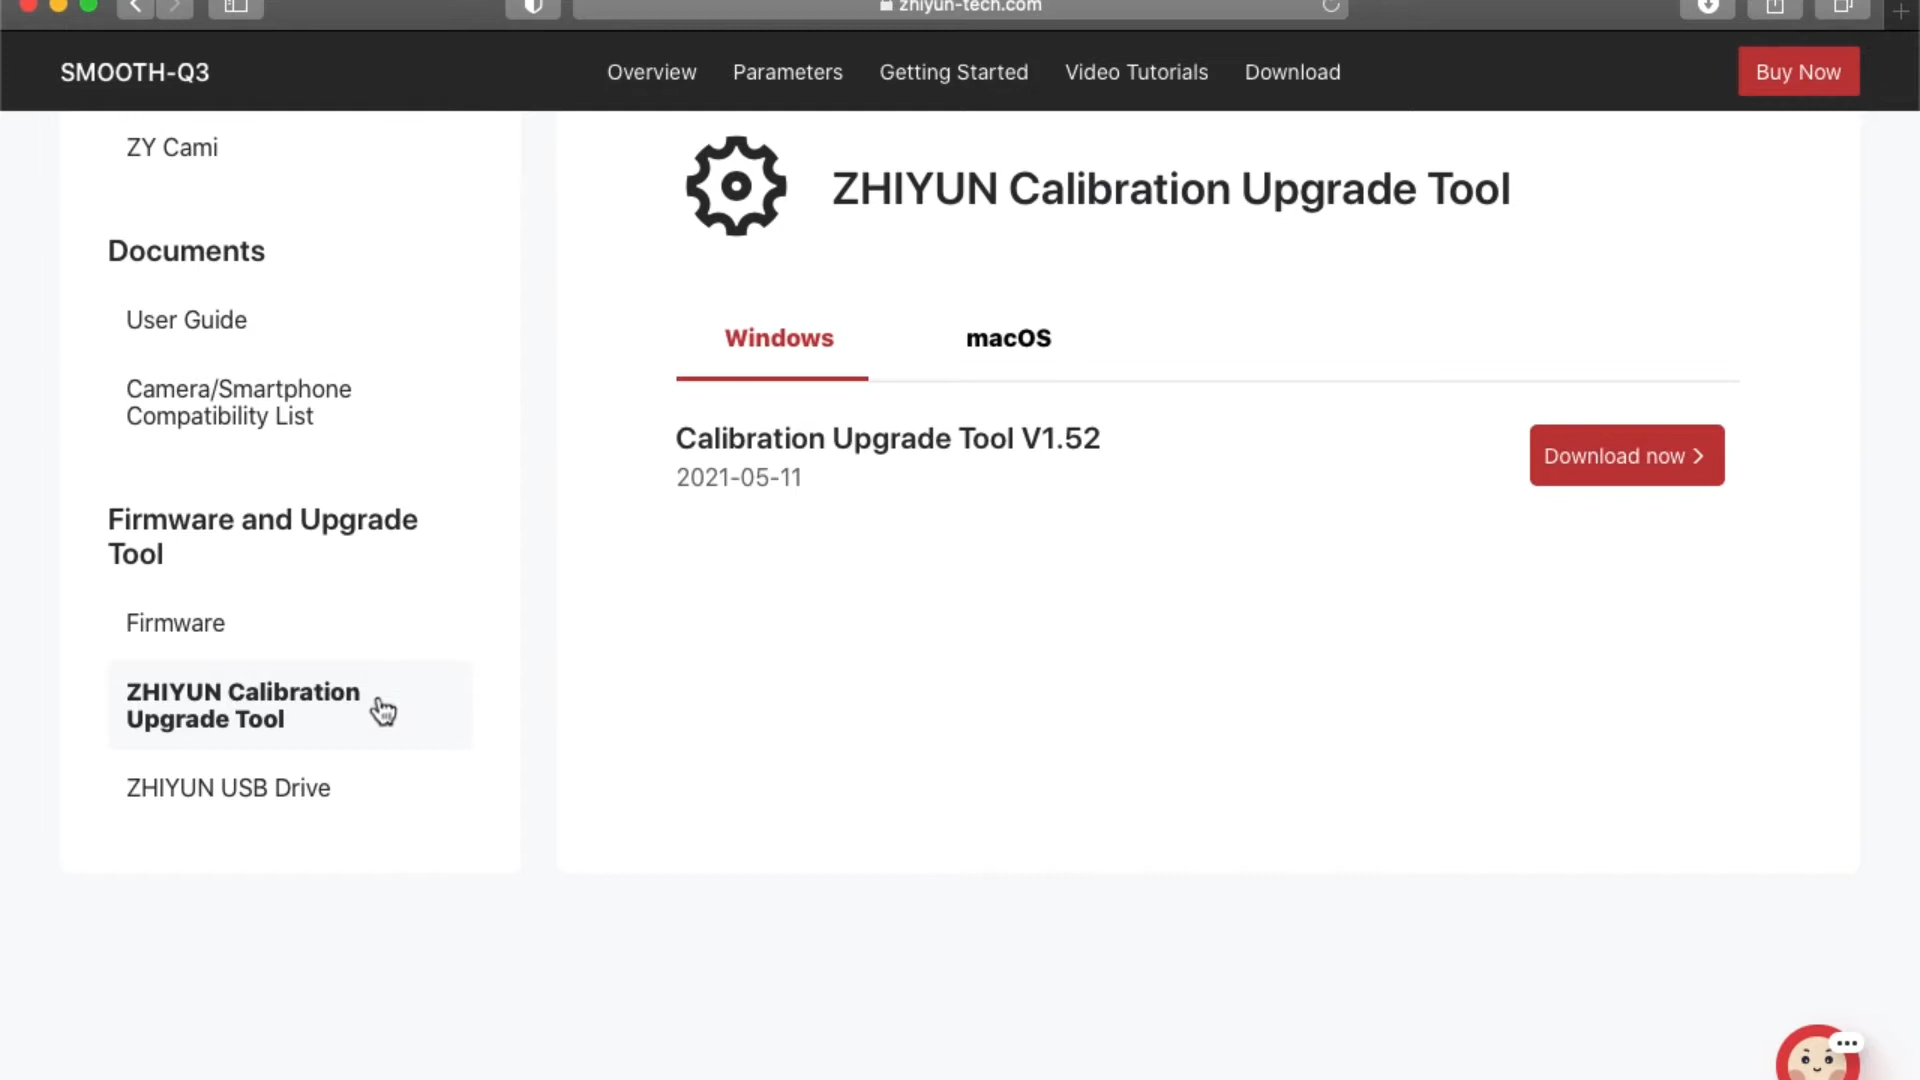 zhiyun-tech.com
SMOOTH-Q3
Overview
Parameters
Getting Started
Video Tutorials
Download
Buy Now
ZY Cami
Documents
User Guide
Camera/Smartphone
Compatibility List
Firmware and Upgrade
Tool
Firmware
ZHIYUN Calibration
Upgrade Tool
ZHIYUN USB Drive
ZHIYUN Calibration Upgrade Tool
Windows
macOS
Calibration Upgrade Tool V1.52
2021-05-11
Download now